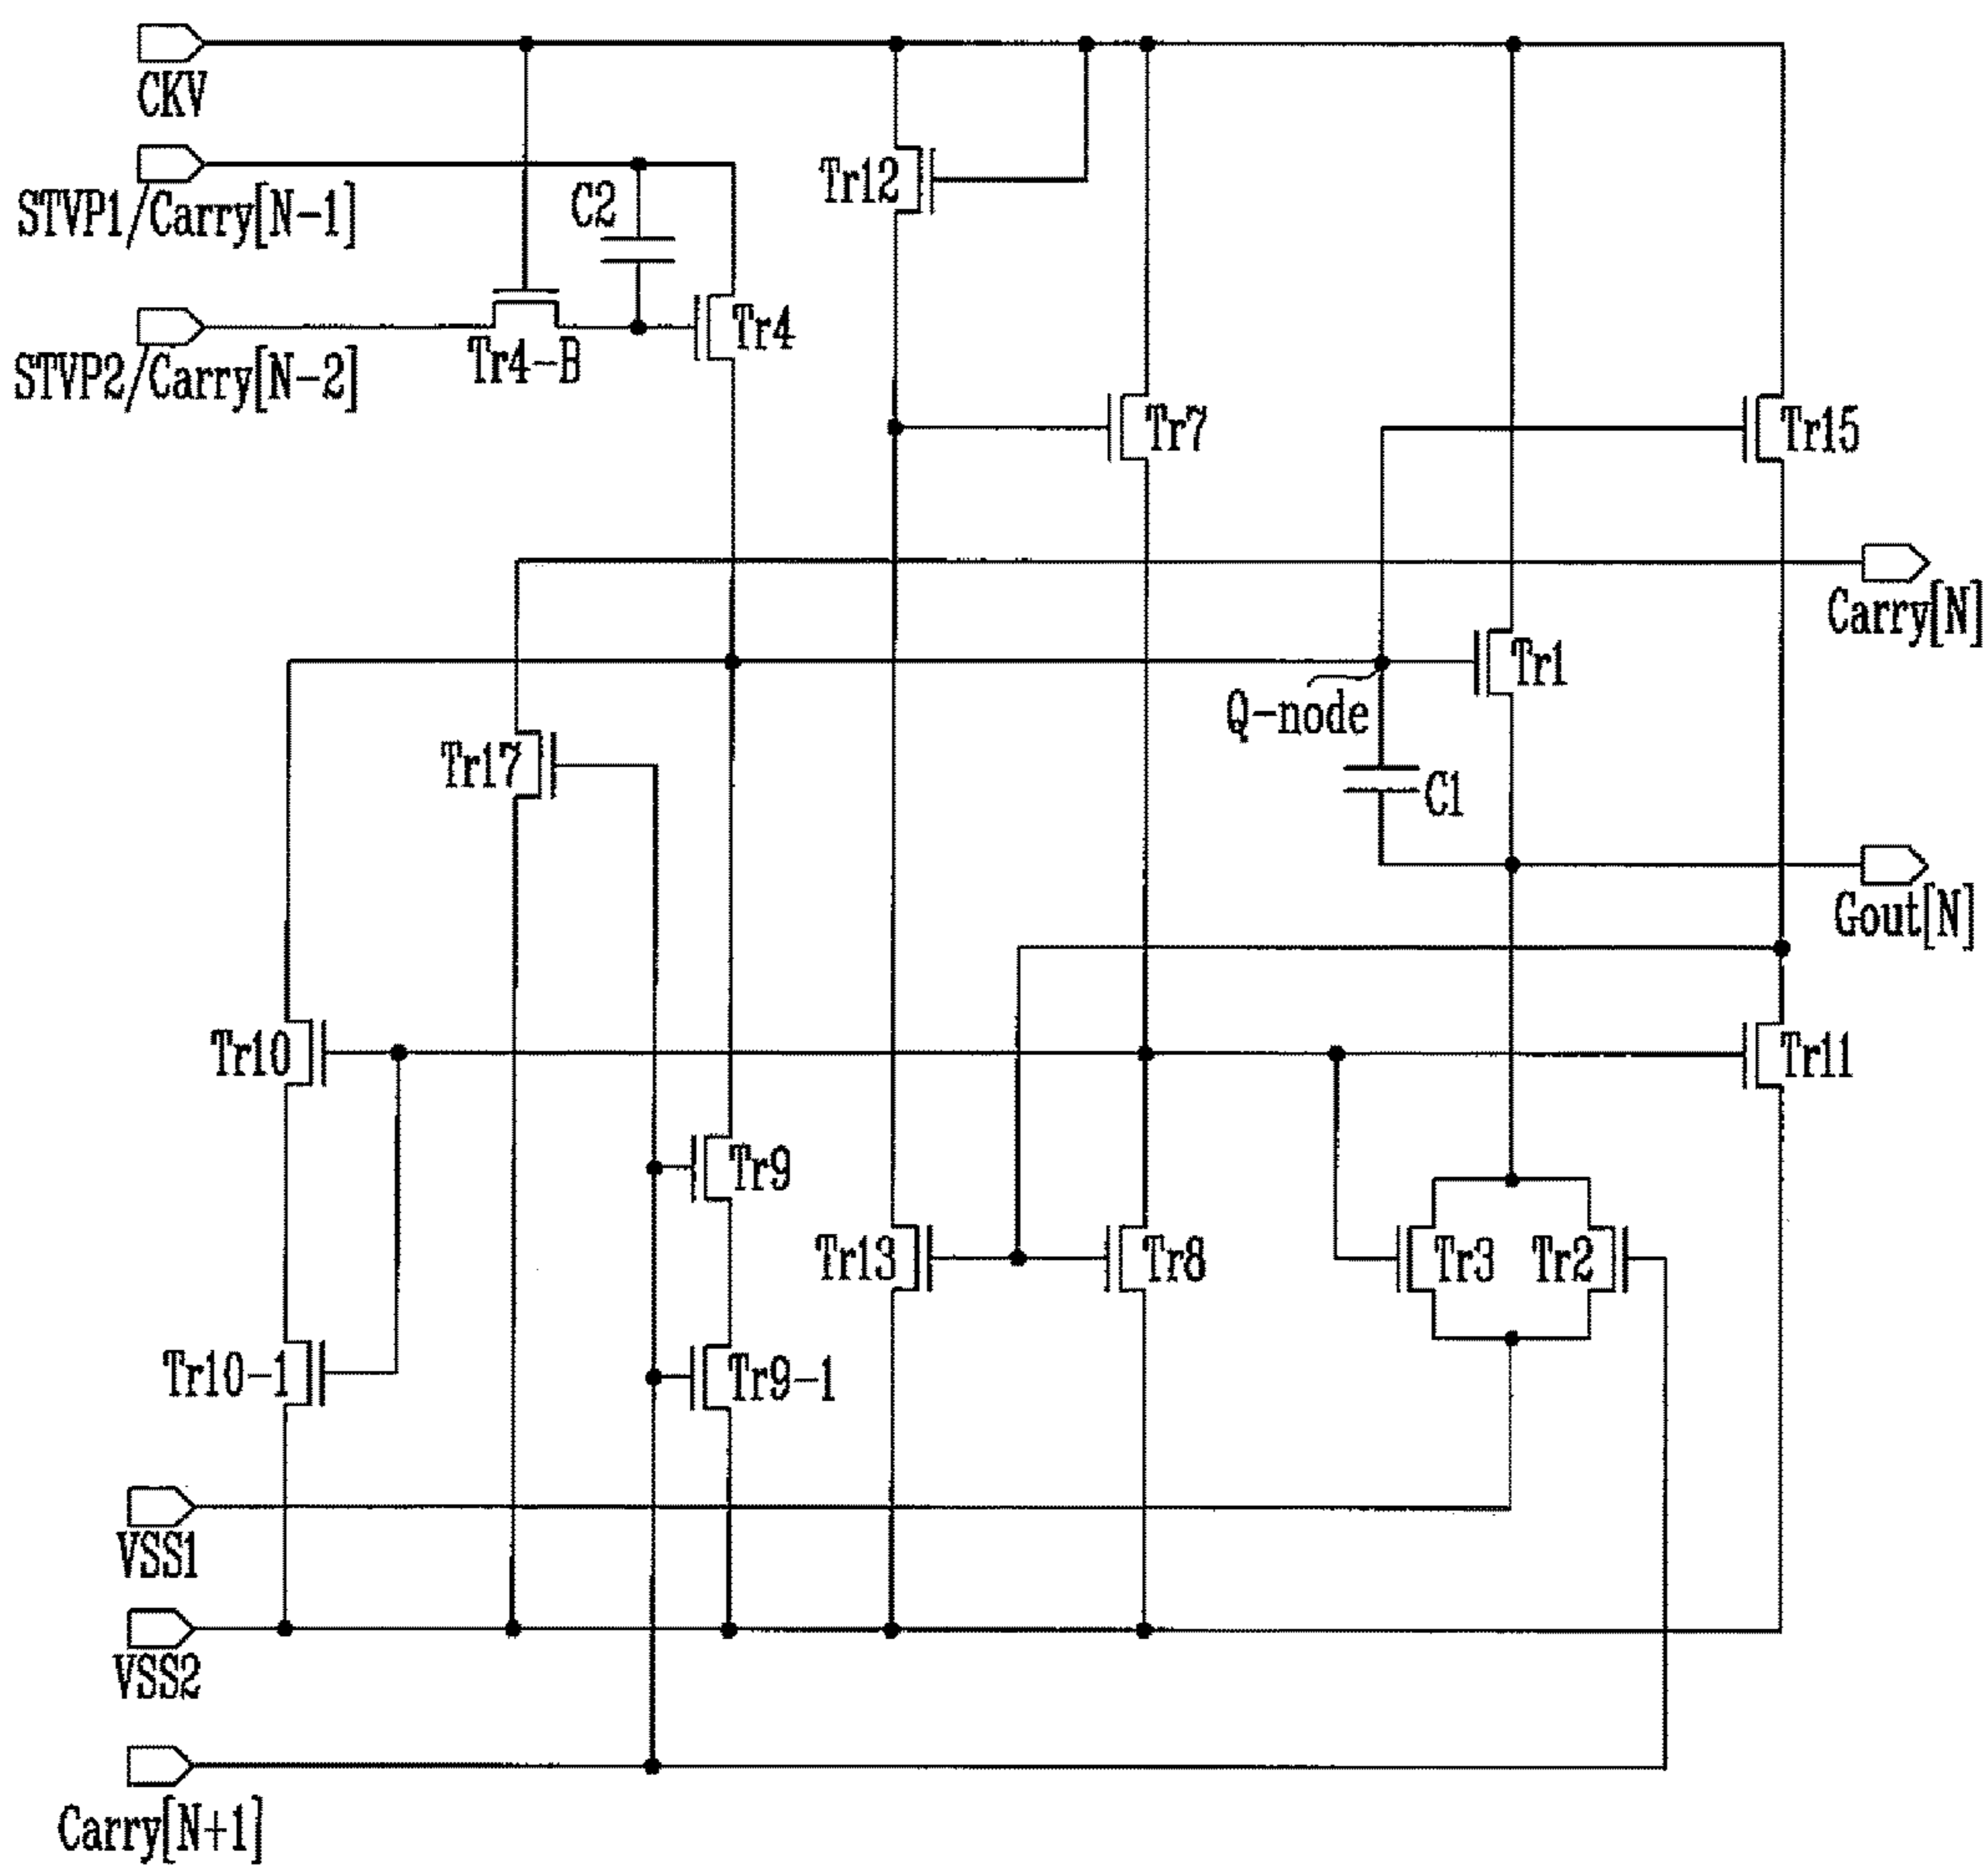 CKV
STVP1/Carry[N-1]
C2
Tr12
STVP2/Carry[N-2]
Tr4-B
Tr4
Tr7
Tr15
Carry[N]
Tr1
Q-node
Tr17
C1
Gout[N]
Tr10
Tr11
Tr9
Tr13
Tr8
Tr3
Tr2
Tr10-1
Tr9-1
VSS1
VSS2
Carry[N+1]